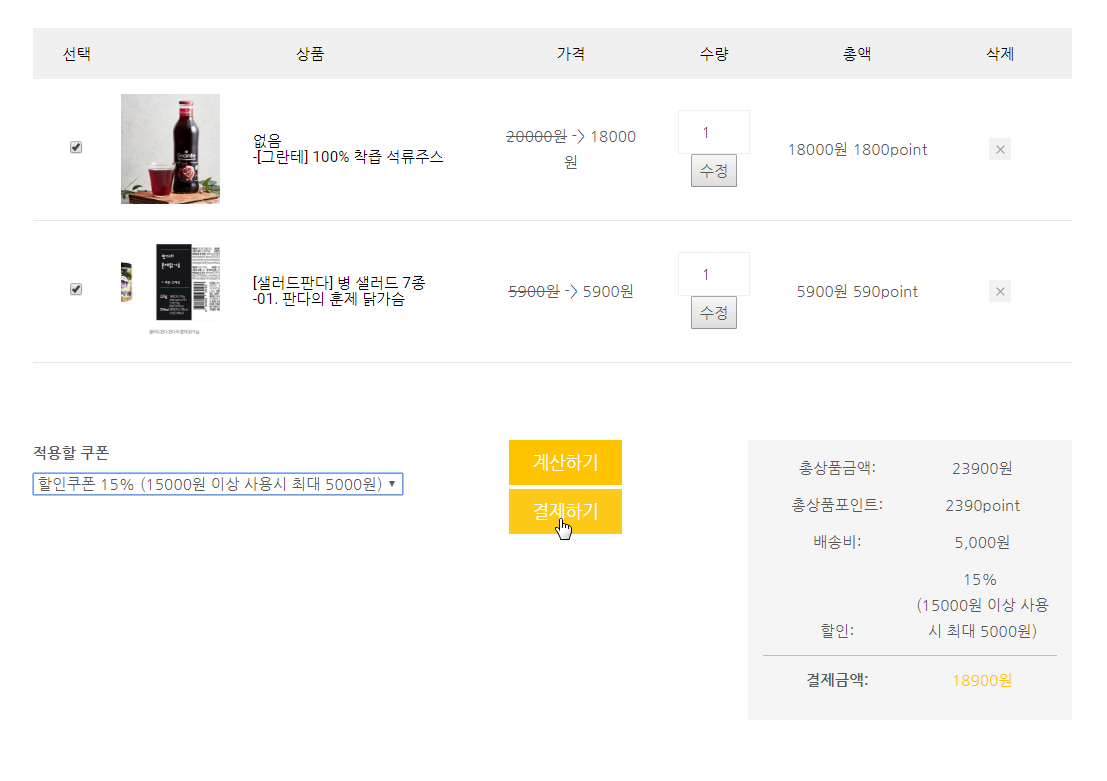 선택 상품 가격 수량 총액 삭제
없음
-[그란테] 100% 착즙 석류주스
20000원 -> 18000
원
1
수정
18000원 1800point
×
[샐러드판다] 병 샐러드 7종
-01. 판다의 훈제 닭가슴
5900원 -> 5900원
1
수정
5900원 590point
×
적용할 쿠폰
할인쿠폰 15% (15000원 이상 사용시 최대 5000원)
계산하기
결제하기
총상품금액: 23900원
총상품포인트: 2390point
배송비: 5,000원
15%
(15000원 이상 사용
할인: 시 최대 5000원)
결제금액: 18900원